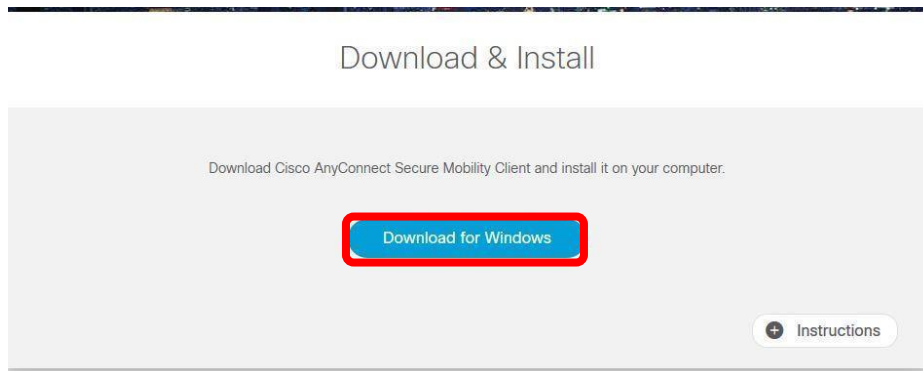 Download & Install
Download Cisco AnyConnect Secure Mobility Client and install it on your computer.
Download for Windows
Instructions